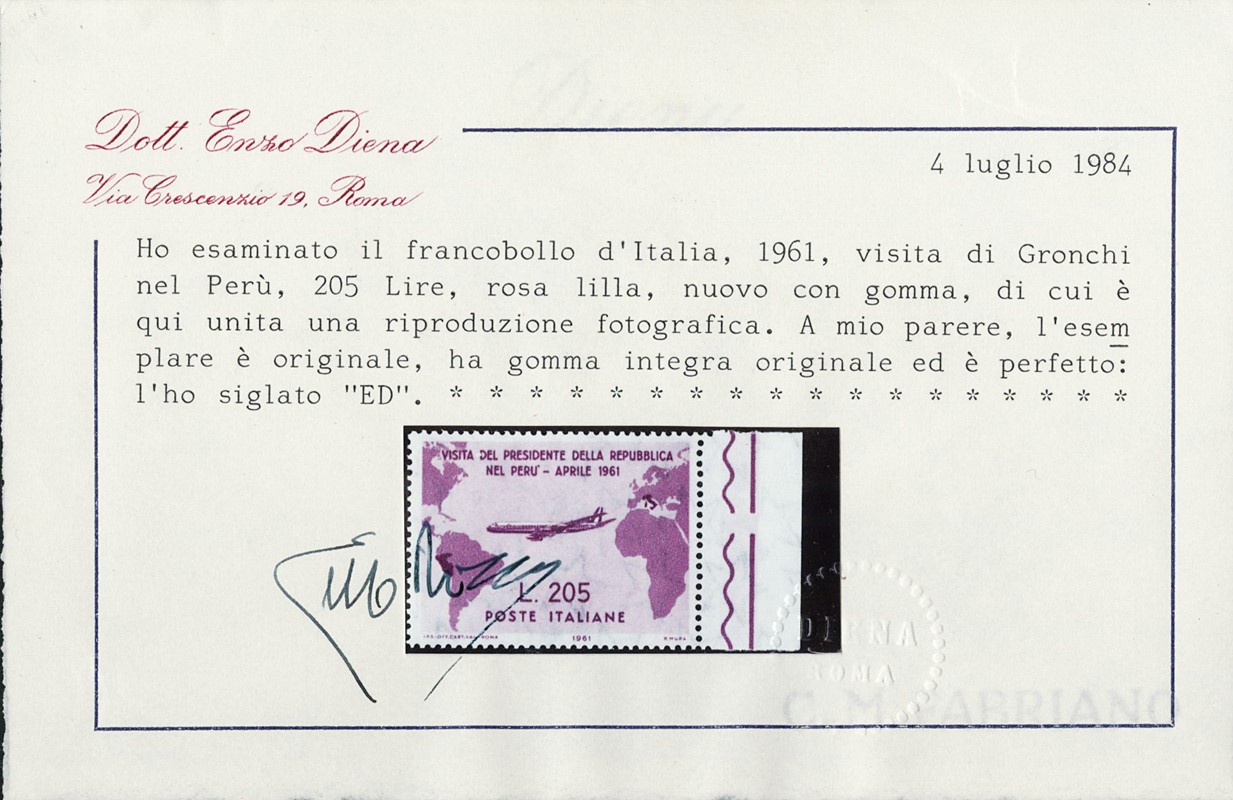 Dott. Enzo Diena
Via Crescenzio 19, Roma
4 luglio 1984
Ho esaminato il francobollo d'Italia, 1961, visita di Gronchi
nel Perù, 205 Lire, rosa lilla, nuovo con gomma, di cui è
qui unita una riproduzione fotografica. A mio parere, l'esem
plare è originale, ha gomma integra originale ed è perfetto:
l'ho siglato "ED". * * * * * * * * * * * * * * * * * *
VISITA DEL PRESIDENTE DELLA REPUBBLICA
NEL PERU' - APRILE 1961
L. 205
POSTE ITALIANE
1961
R. MURA
DIENA
ROMA
C. M. FABRIANO